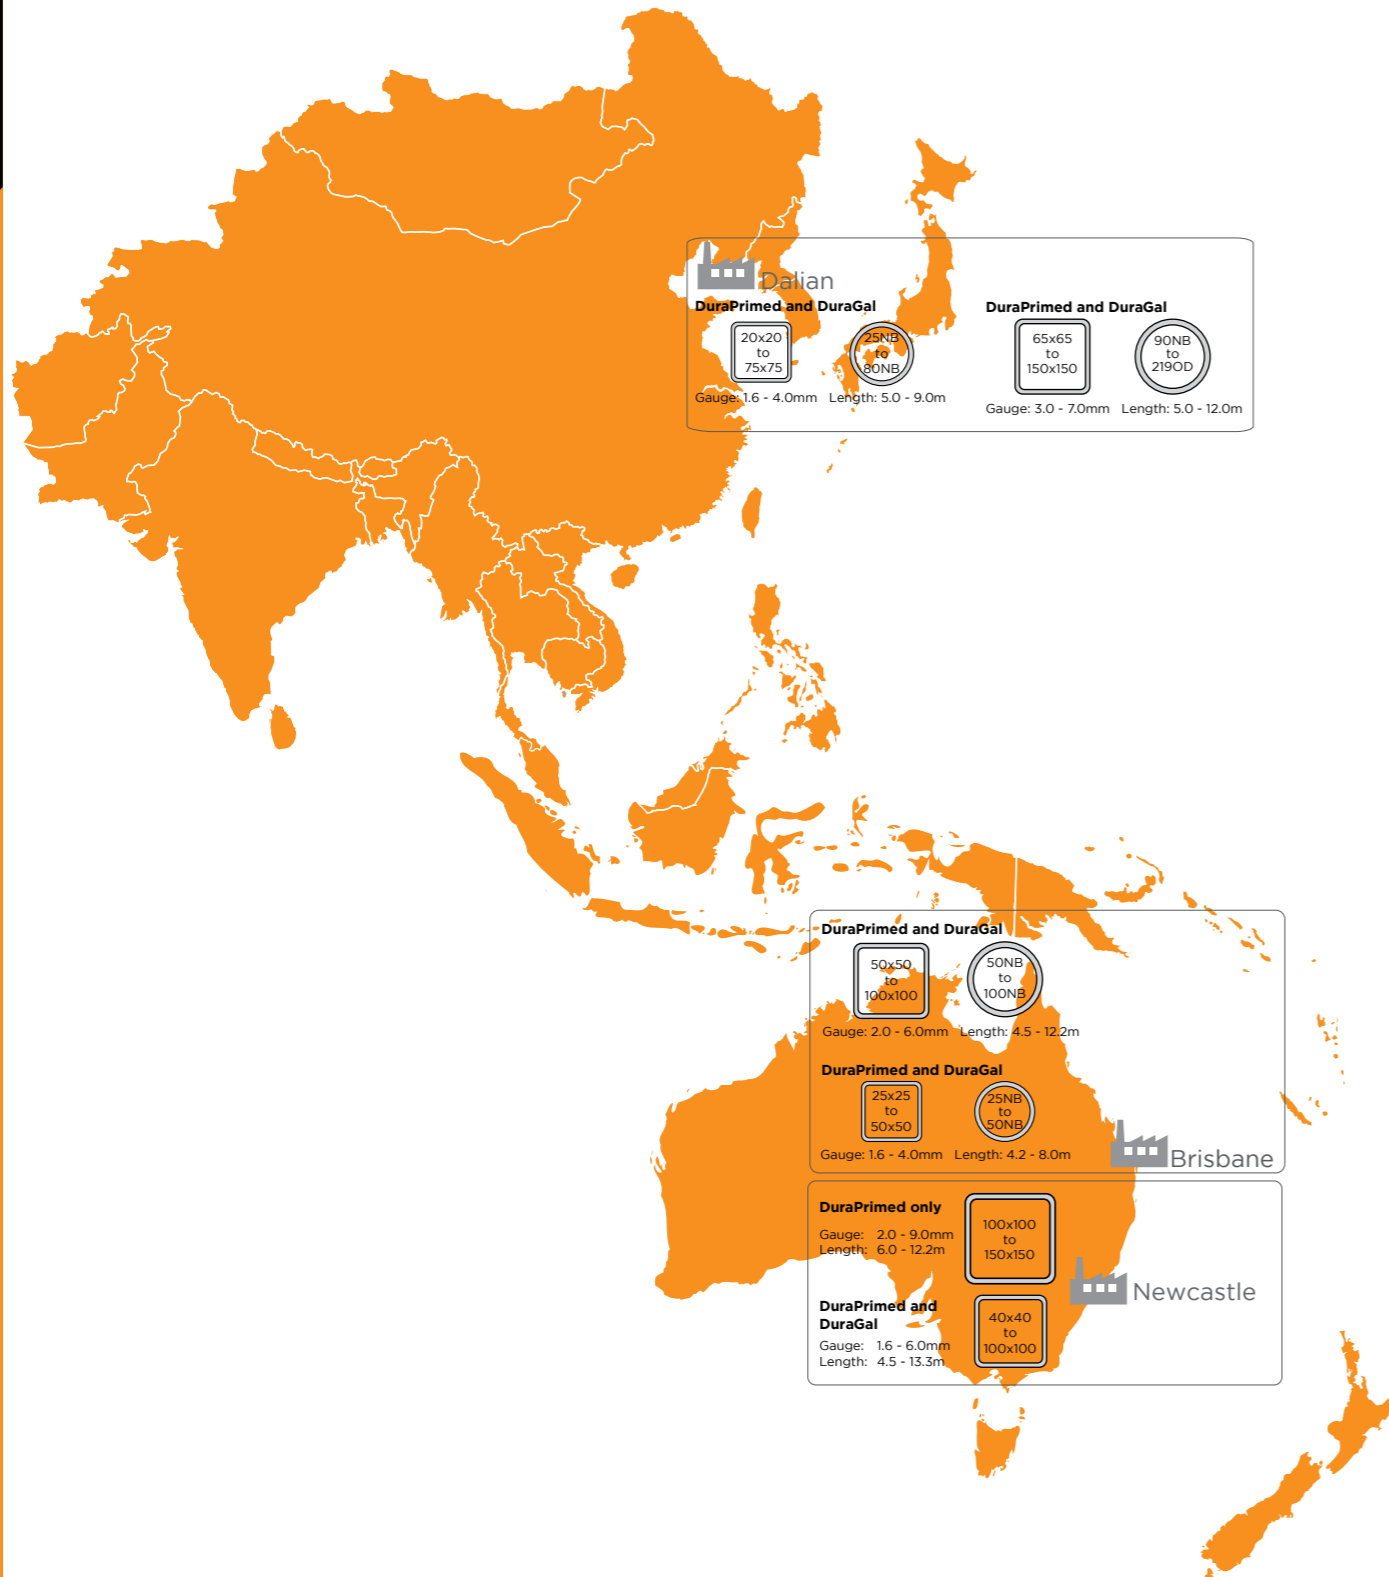 Dalian
DuraPrimed and DuraGal
20x20
to
75x75
25NB
to
80NB
Gauge: 1.6 - 4.0mm Length: 5.0 - 9.0m
DuraPrimed and DuraGal
65x65
to
150x150
90NB
to
219OD
Gauge: 3.0 - 7.0mm Length: 5.0 - 12.0m
DuraPrimed and DuraGal
50x50
to
100x100
50NB
to
100NB
Gauge: 2.0 - 6.0mm Length: 4.5 - 12.2m
DuraPrimed and DuraGal
25x25
to
50x50
25NB
to
50NB
Gauge: 1.6 - 4.0mm Length: 4.2 - 8.0m
Brisbane
DuraPrimed only
Gauge: 2.0 - 9.0mm
Length: 6.0 - 12.2m
100x100
to
150x150
Newcastle
DuraPrimed and
DuraGal
Gauge: 1.6 - 6.0mm
Length: 4.5 - 13.3m
40x40
to
100x100